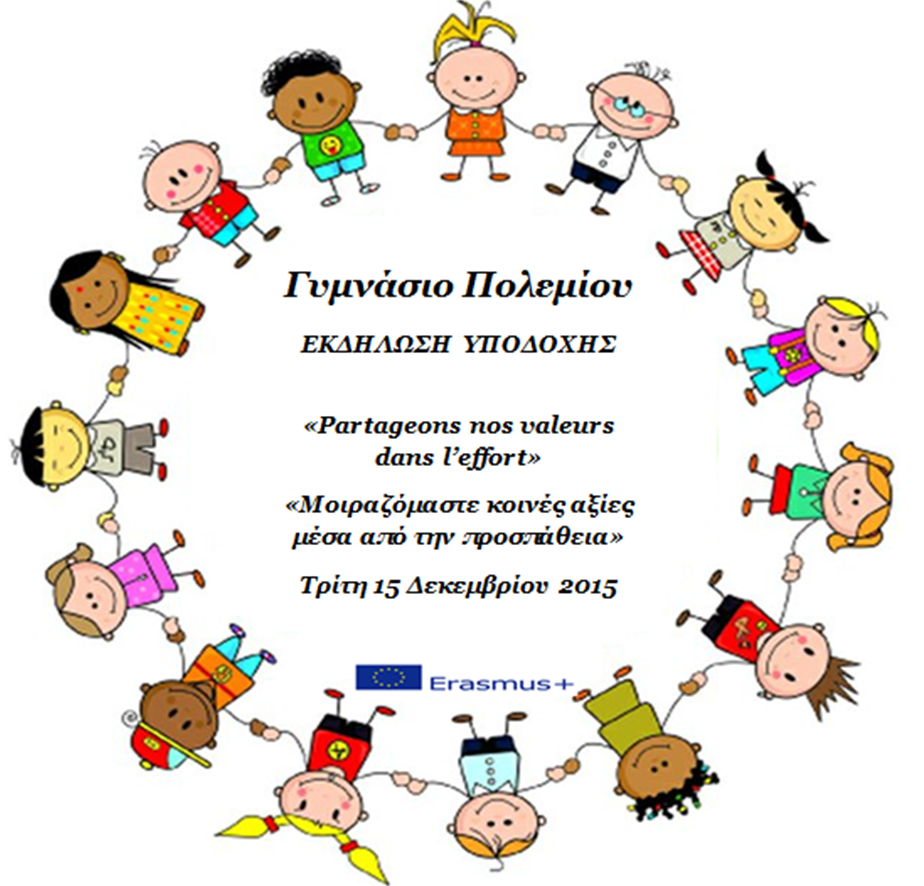 Γυμνάσιο Πολεμίου
ΕΚΔΗΛΩΣΗ ΥΠΟΔΟΧΗΣ
«Partageons nos valeurs
dans l’effort»
«Μοιραζόμαστε κοινές αξίες
μέσα από την προσπάθεια»
Τρίτη 15 Δεκεμβρίου 2015
Erasmus+